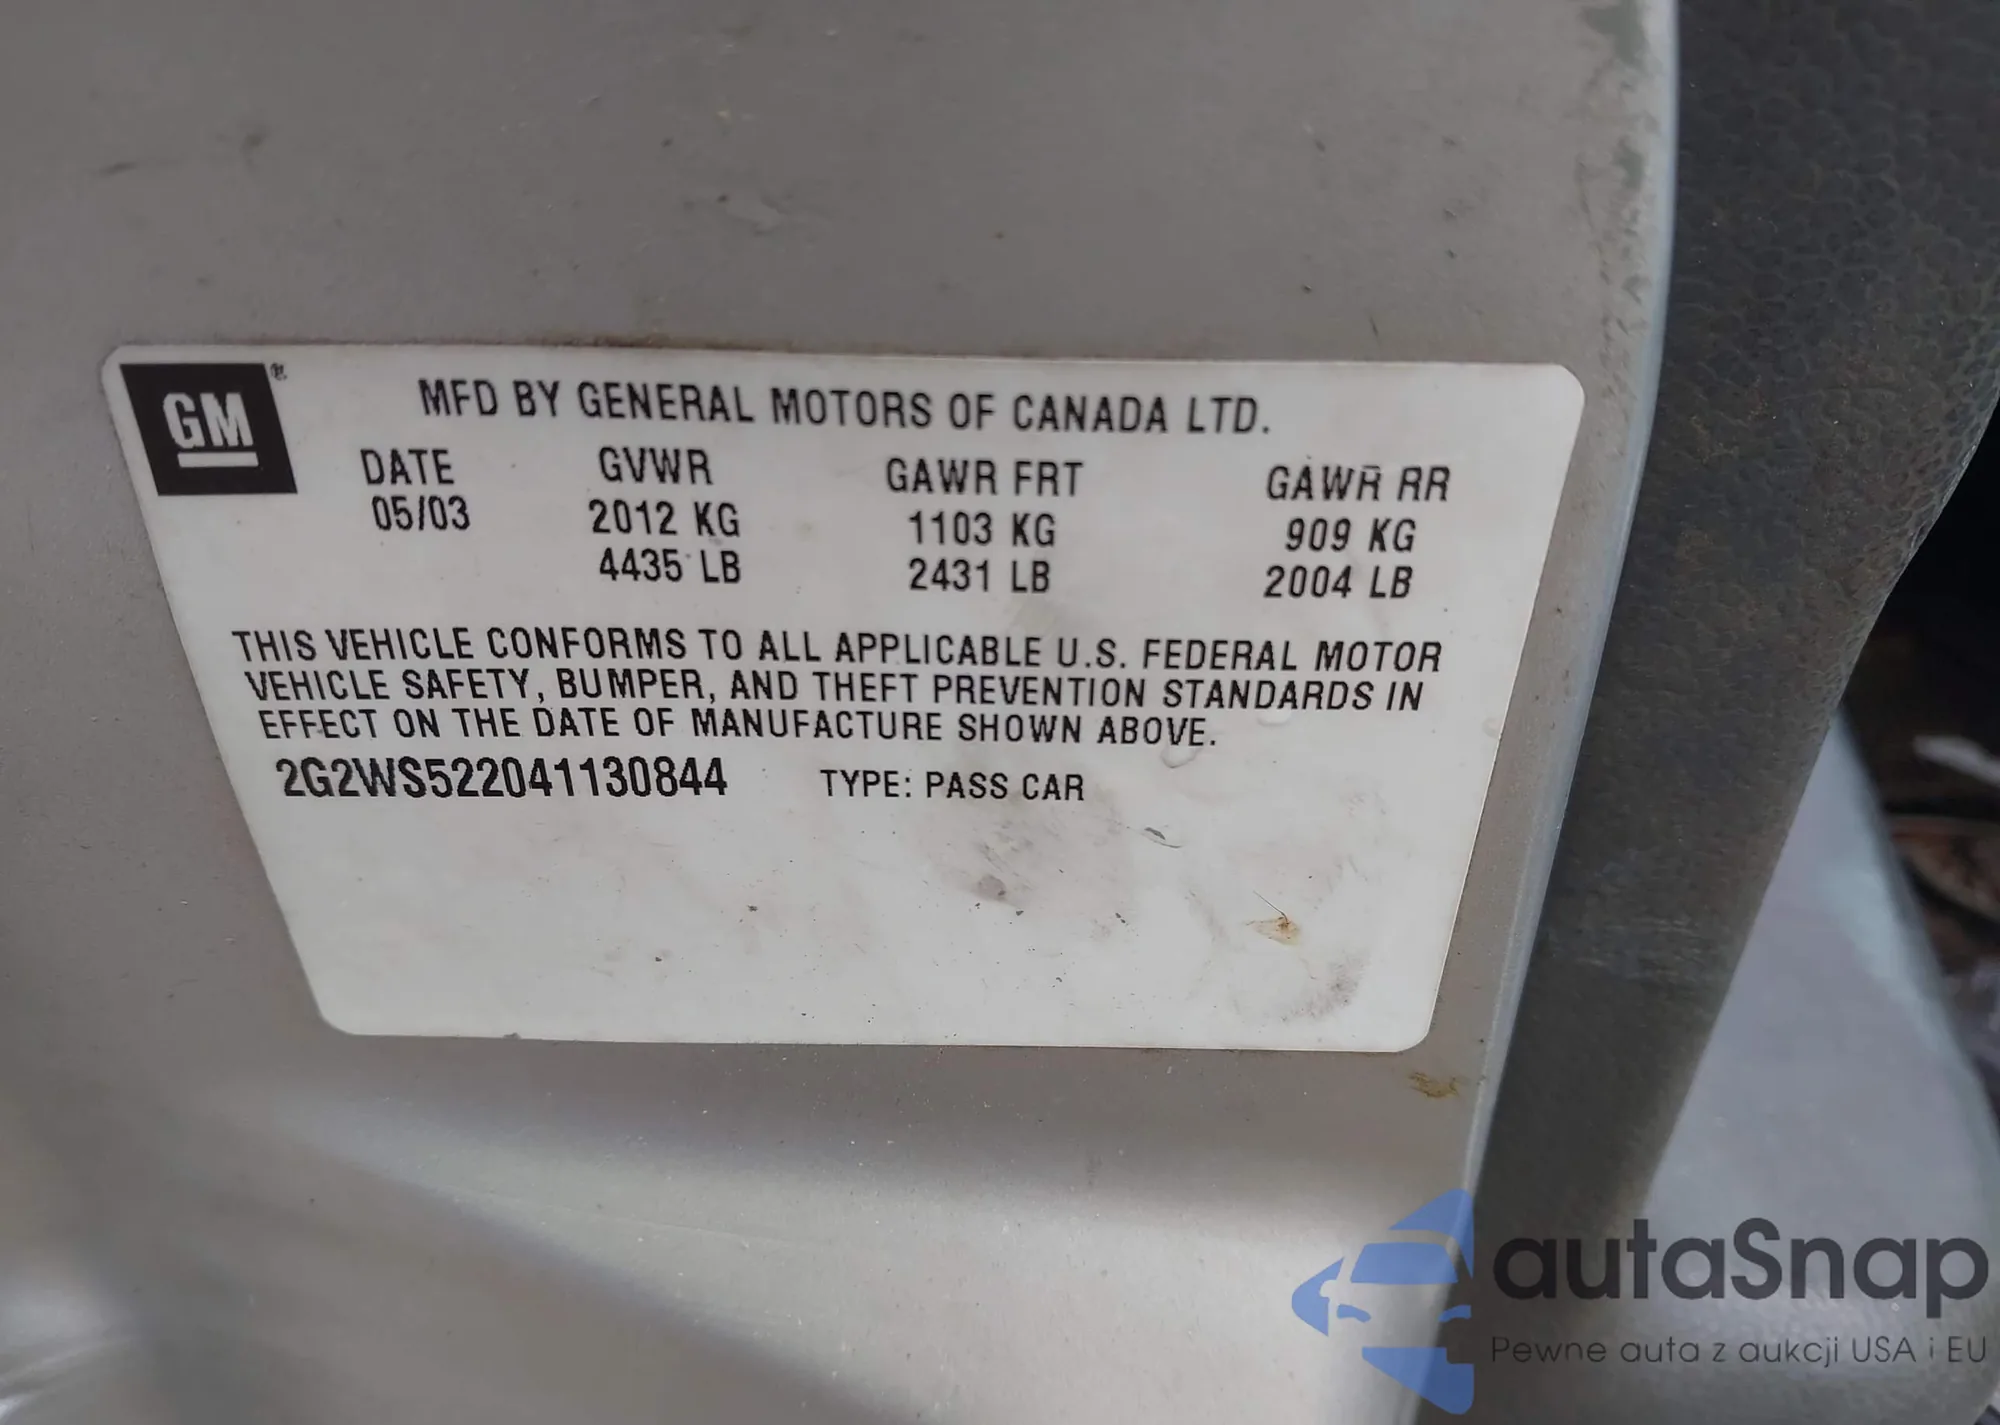 GM®
MFD BY GENERAL MOTORS OF CANADA LTD.
DATE GVWR GAWR FRT GAWR RR
05/03 2012 KG 1103 KG 909 KG
4435 LB 2431 LB 2004 LB
THIS VEHICLE CONFORMS TO ALL APPLICABLE U.S. FEDERAL MOTOR
VEHICLE SAFETY, BUMPER, AND THEFT PREVENTION STANDARDS IN
EFFECT ON THE DATE OF MANUFACTURE SHOWN ABOVE.
2G2WS522041130844 TYPE: PASS CAR
autaSnap
Pewne auta z aukcji USA i EU